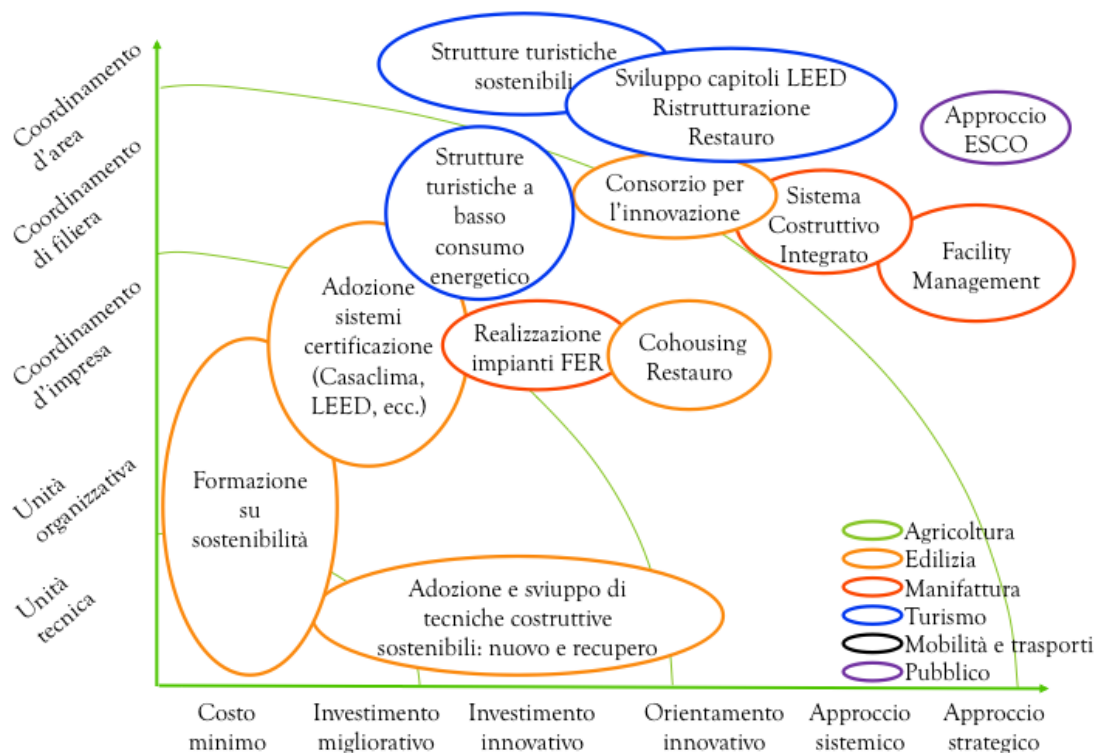 Coordinamento
d'area
Coordinamento
di filiera
Coordinamento
d'impresa
Unità
organizzativa
Unità
tecnica
Strutture turistiche
sostenibili
Sviluppo capitoli LEED
Ristrutturazione
Restauro
Approccio
ESCO
Strutture
turistiche a
basso
consumo
energetico
Consorzio per
l'innovazione
Sistema
Costruttivo
Integrato
Facility
Management
Adozione
sistemi
certificazione
(Casaclima,
LEED, ecc.)
Realizzazione
impianti FER
Cohousing
Restauro
Formazione
su
sostenibilità
Adozione e sviluppo di
tecniche costruttive
sostenibili: nuovo e recupero
Agricoltura
Edilizia
Manifattura
Turismo
Mobilità e trasporti
Pubblico
Costo
minimo
Investimento
migliorativo
Investimento
innovativo
Orientamento
innovativo
Approccio
sistemico
Approccio
strategico